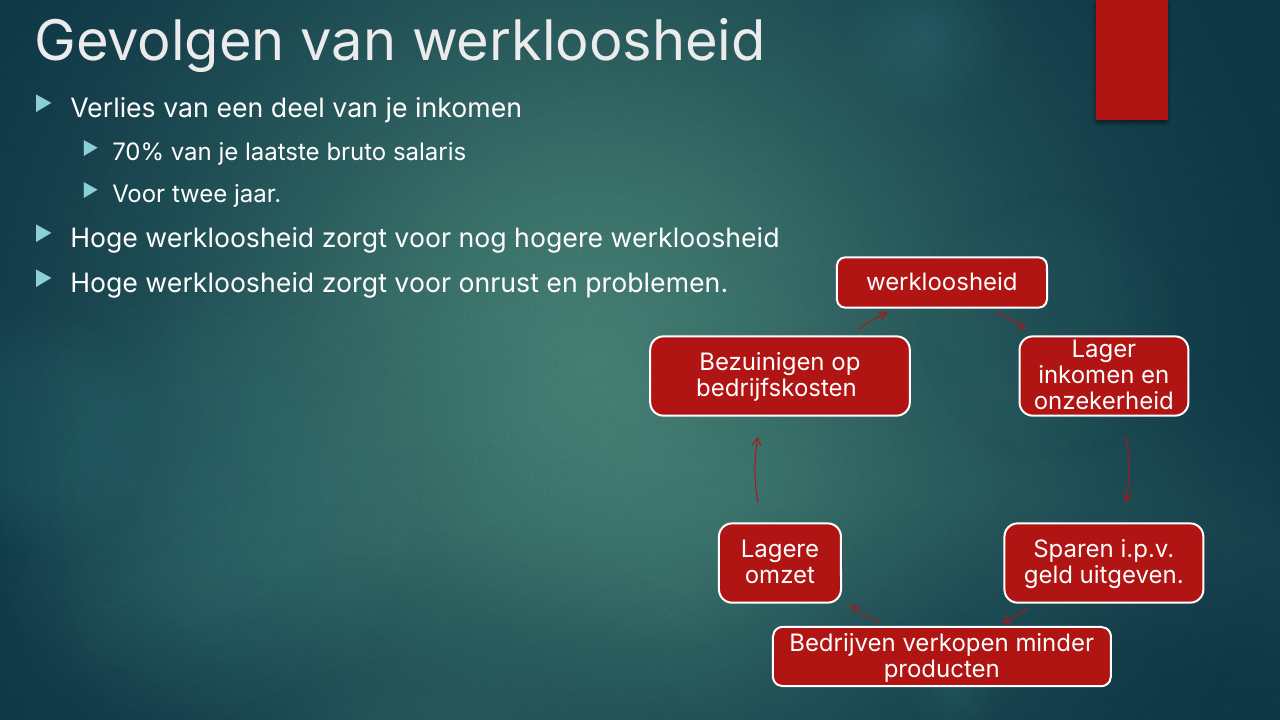 Gevolgen van werkloosheid
Verlies van een deel van je inkomen
70% van je laatste bruto salaris
Voor twee jaar.
Hoge werkloosheid zorgt voor nog hogere werkloosheid
Hoge werkloosheid zorgt voor onrust en problemen.
werkloosheid
Lager
inkomen en
onzekerheid
Sparen i.p.v.
geld uitgeven.
Bedrijven verkopen minder
producten
Lagere
omzet
Bezuinigen op
bedrijfskosten